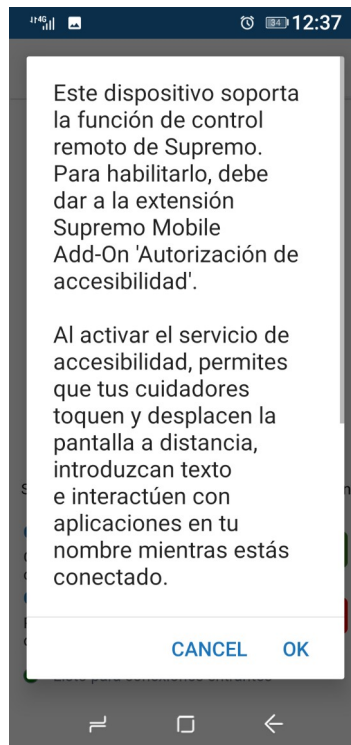 4G 34 12:37
Este dispositivo soporta
la función de control
remoto de Supremo.
Para habilitarlo, debe
dar a la extensión
Supremo Mobile
Add-On 'Autorización de
accesibilidad'.
Al activar el servicio de
accesibilidad, permites
que tus cuidadores
toquen y desplacen la
pantalla a distancia,
introduzcan texto
e interactúen con
aplicaciones en tu
nombre mientras estás
conectado.
CANCEL OK